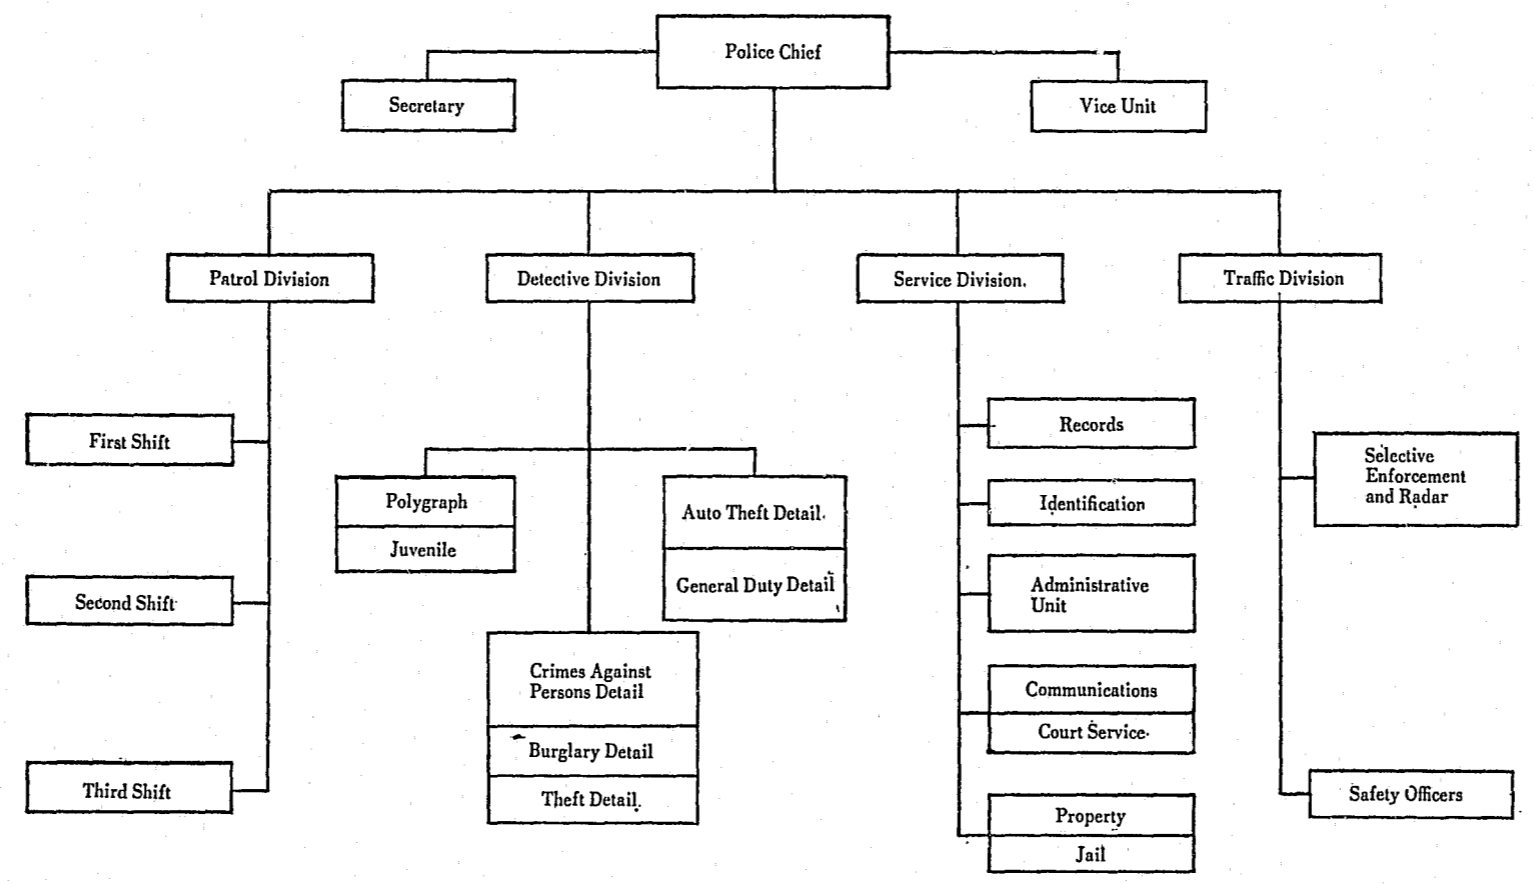 Police Chief
Secretary
Vice Unit
Patrol Division
Detective Division
Service Division.
Traffic Division
First Shift
Second Shift
Third Shift
Polygraph
Juvenile
Auto Theft Detail.
General Duty Detail
Crimes Against
Persons Detail
Burglary Detail
Theft Detail.
Records
Identification
Administrative
Unit
Communications
Court Service.
Property
Jail
Selective
Enforcement
and Radar
Safety Officers